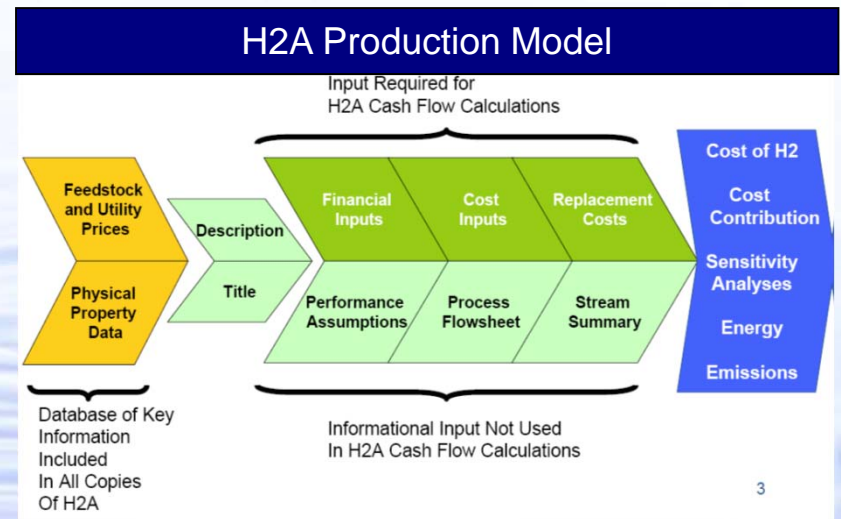 H2A Production Model
Input Required for
H2A Cash Flow Calculations
Feedstock
and Utility
Prices
Physical
Property
Data
Description
Title
Financial
Inputs
Cost
Inputs
Replacement
Costs
Performance
Assumptions
Process
Flowsheet
Stream
Summary
Cost of H2
Cost
Contribution
Sensitivity
Analyses
Energy
Emissions
Database of Key
Information
Included
In All Copies
Of H2A
Informational Input Not Used
In H2A Cash Flow Calculations
3